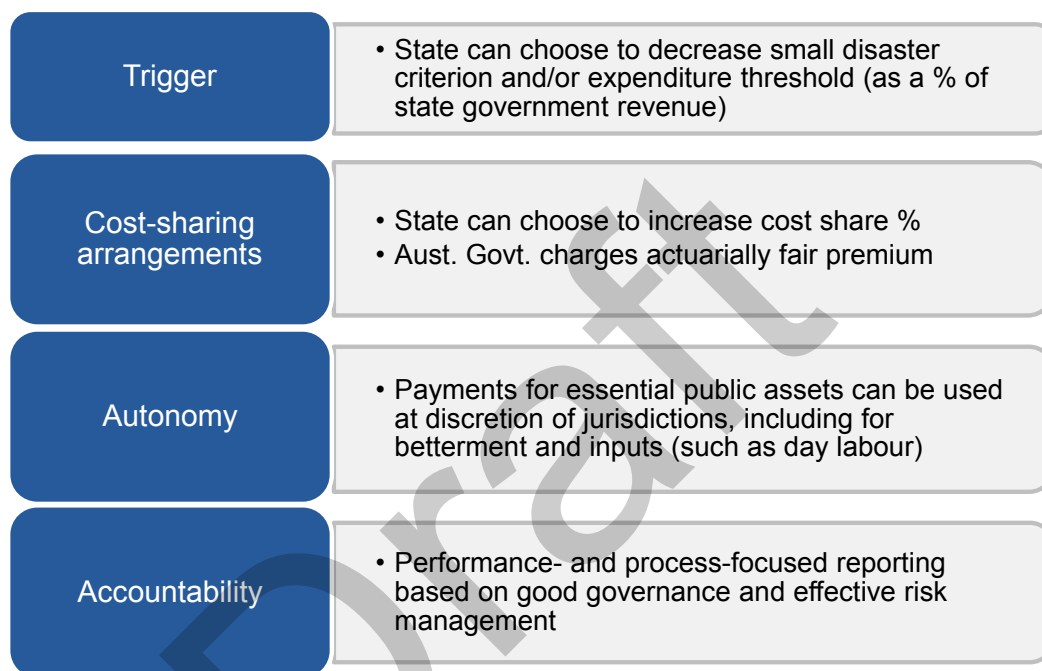 Trigger
• State can choose to decrease small disaster
criterion and/or expenditure threshold (as a % of
state government revenue)
Cost-sharing
arrangements
• State can choose to increase cost share %
• Aust. Govt. charges actuarially fair premium
Autonomy
• Payments for essential public assets can be used
at discretion of jurisdictions, including for
betterment and inputs (such as day labour)
Accountability
• Performance- and process-focused reporting
based on good governance and effective risk
management
Draft